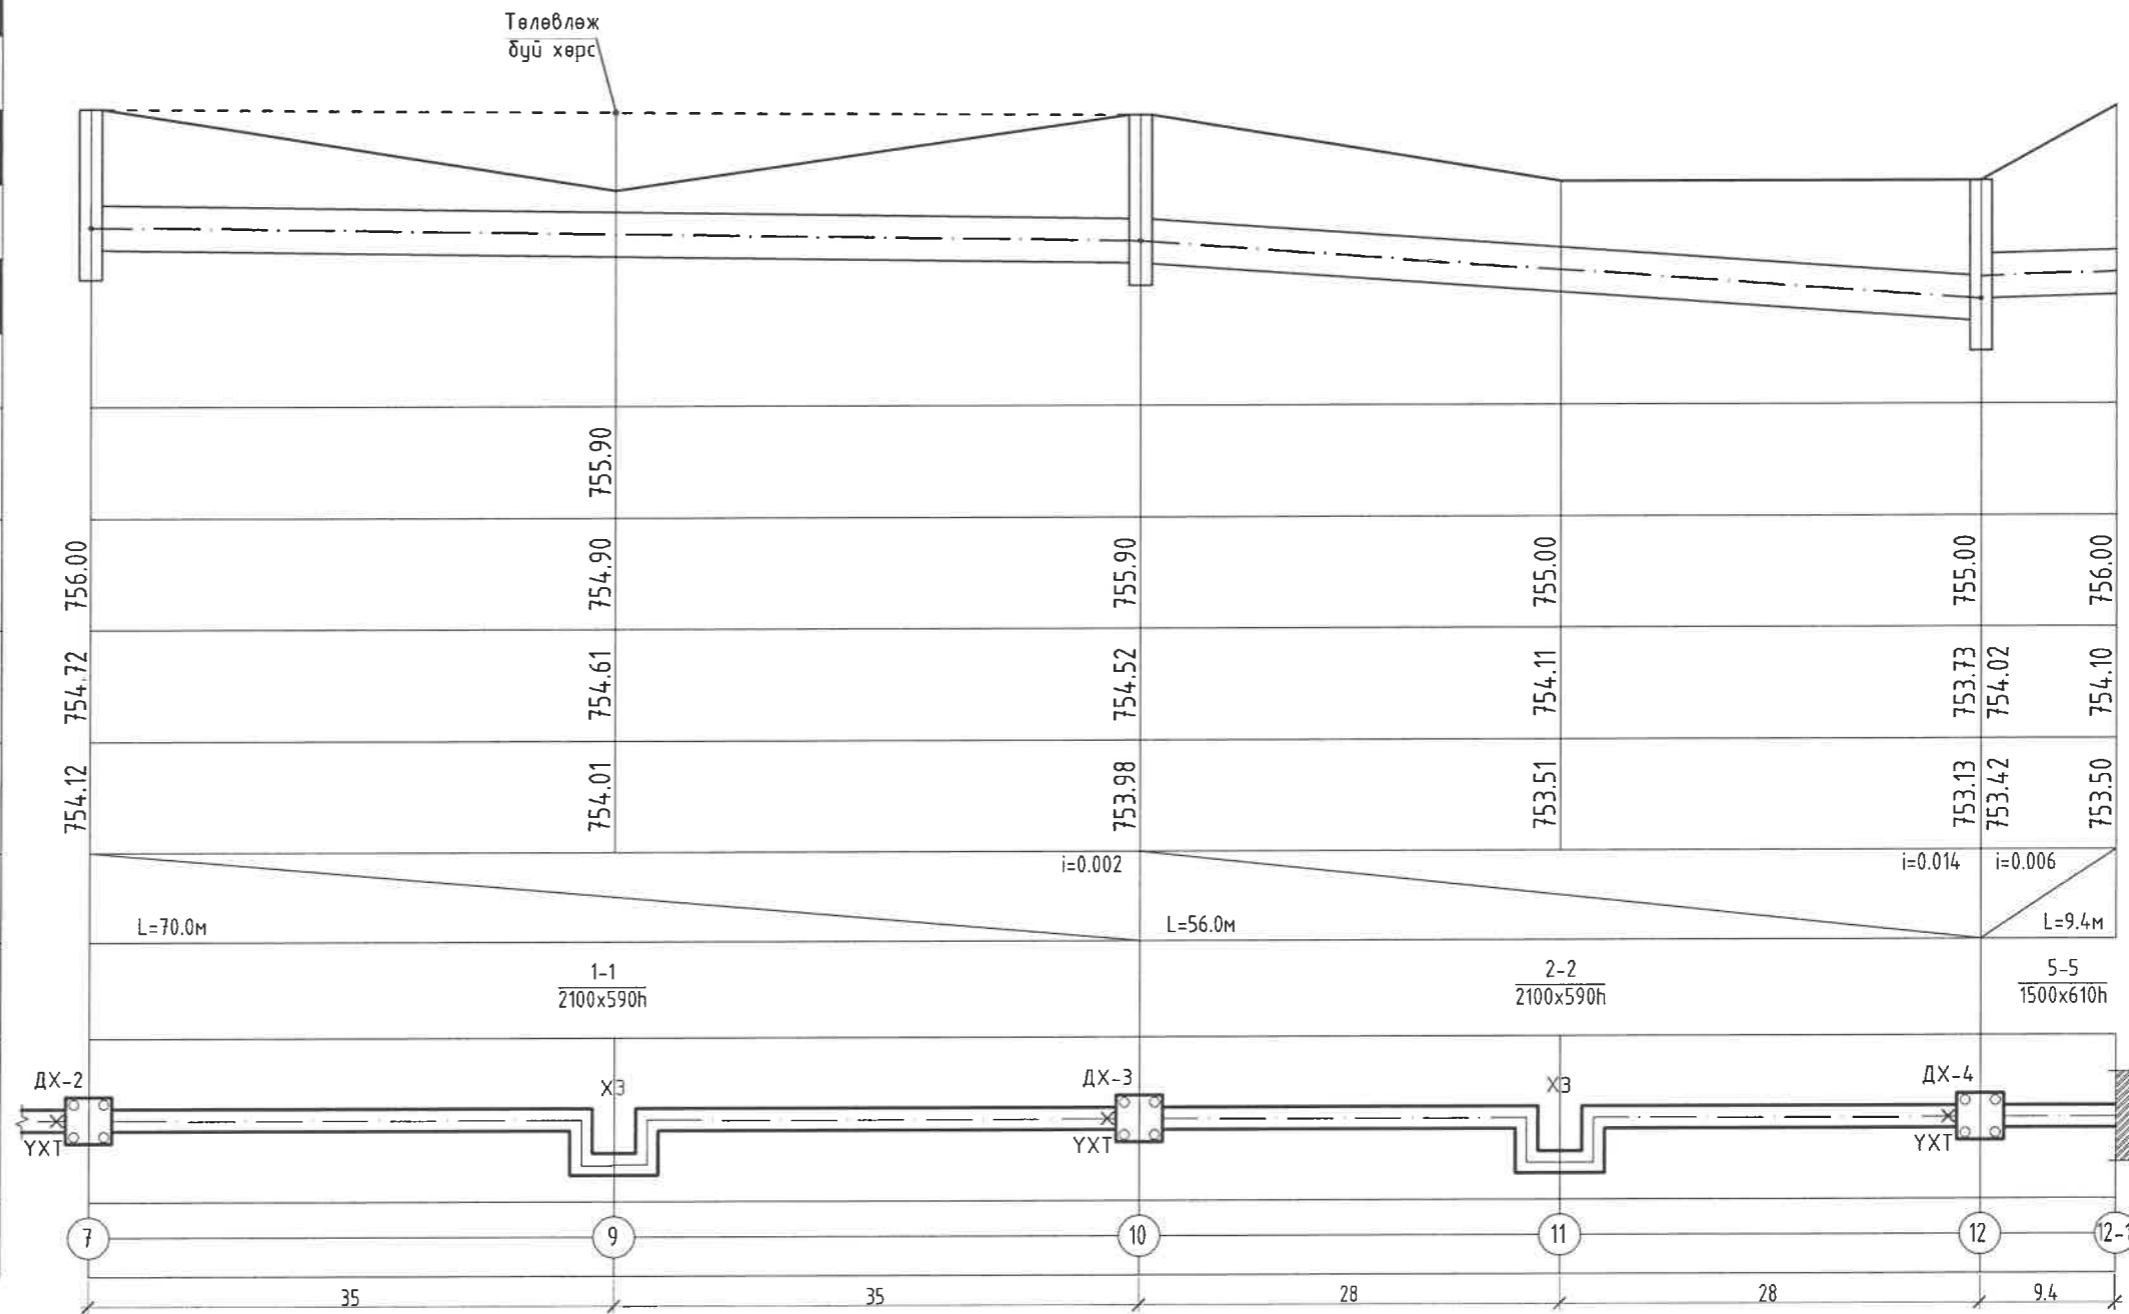 Төлөвлөж
буй хөрс
755.90
756.00 754.90 755.90 755.00 755.00 756.00
754.72 754.61 754.52 754.11 753.73 754.02 754.10
754.12 754.01 753.98 753.51 753.13 753.42 753.50
i=0.002 i=0.014 i=0.006
L=70.0м L=56.0м L=9.4м
1-1 2-2 5-5
2100x590h 2100x590h 1500x610h
ДХ-2 ХЗ ДХ-3 ХЗ ДХ-4
ҮХТ ҮХТ ҮХТ
7 9 10 11 12
35 35 28 28 9.4